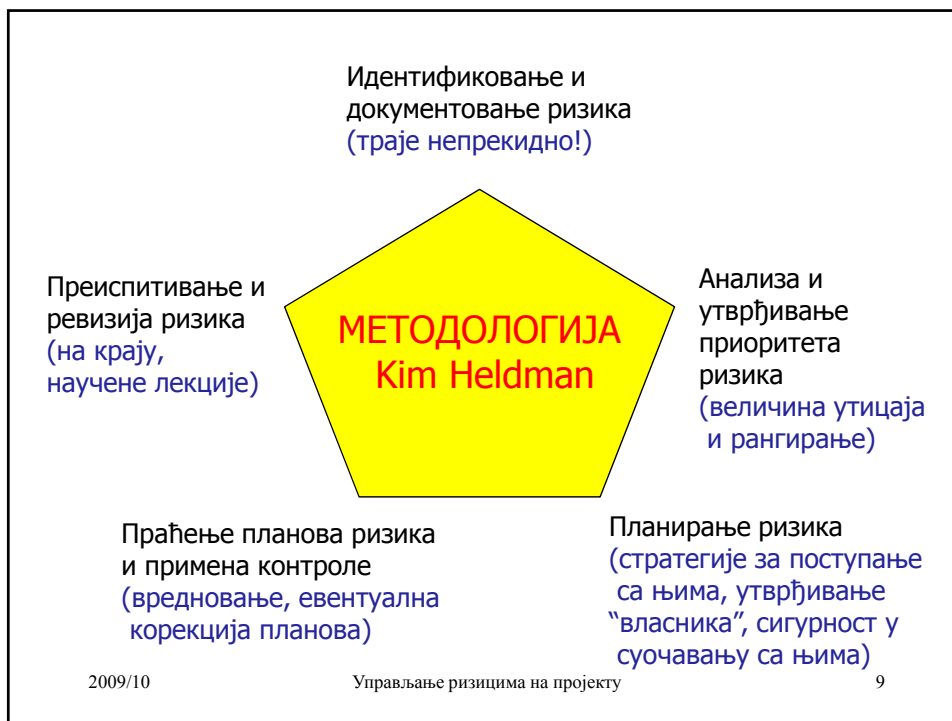 Идентификовање и
документовање ризика
(траје непрекидно!)
Анализа и
утврђивање
приоритета
ризика
(величина утицаја
и рангирање)
Планирање ризика
(стратегије за поступање
са њима, утврђивање
“власника”, сигурност у
суочавању са њима)
Праћење планова ризика
и примена контроле
(вредновање, евентуална
корекција планова)
Преиспитивање и
ревизија ризика
(на крају,
научене лекције)
МЕТОДОЛОГИЈА
Kim Heldman
2009/10
Управљање ризицима на пројекту
9